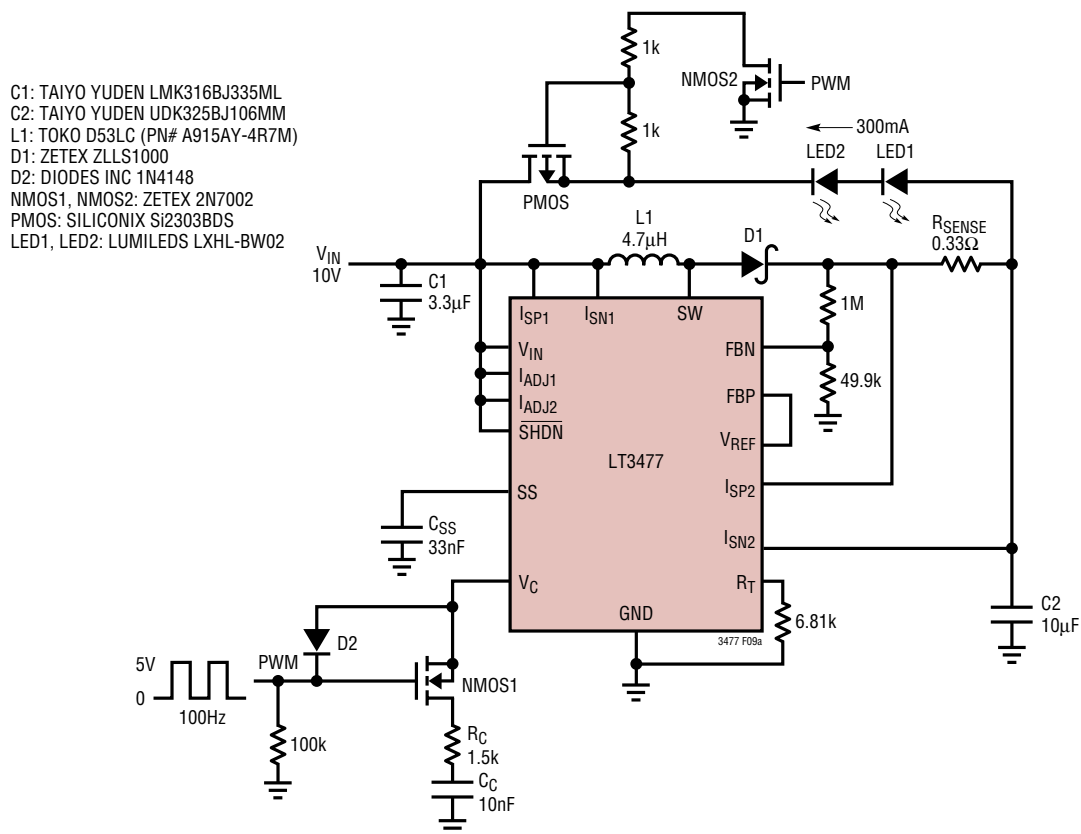 C1: TAIYO YUDEN LMK316BJ335ML
C2: TAIYO YUDEN UDK325BJ106MM
L1: TOKO D53LC (PN# A915AY-4R7M)
D1: ZETEX ZLLS1000
D2: DIODES INC 1N4148
NMOS1, NMOS2: ZETEX 2N7002
PMOS: SILICONIX Si2303BDS
LED1, LED2: LUMILEDS LXHL-BW02
1k
NMOS2
PWM
1k
300mA
LED2
LED1
PMOS
L1
4.7µH
D1
RSENSE
0.33Ω
VIN
10V
C1
3.3µF
ISP1
ISN1
SW
1M
VIN
FBN
IADJ1
49.9k
IADJ2
FBP
SHDN
VREF
LT3477
SS
ISP2
CSS
33nF
ISN2
VC
RT
GND
6.81k
C2
10µF
3477 F09a
D2
5V
0
100Hz
PWM
NMOS1
100k
RC
1.5k
CC
10nF